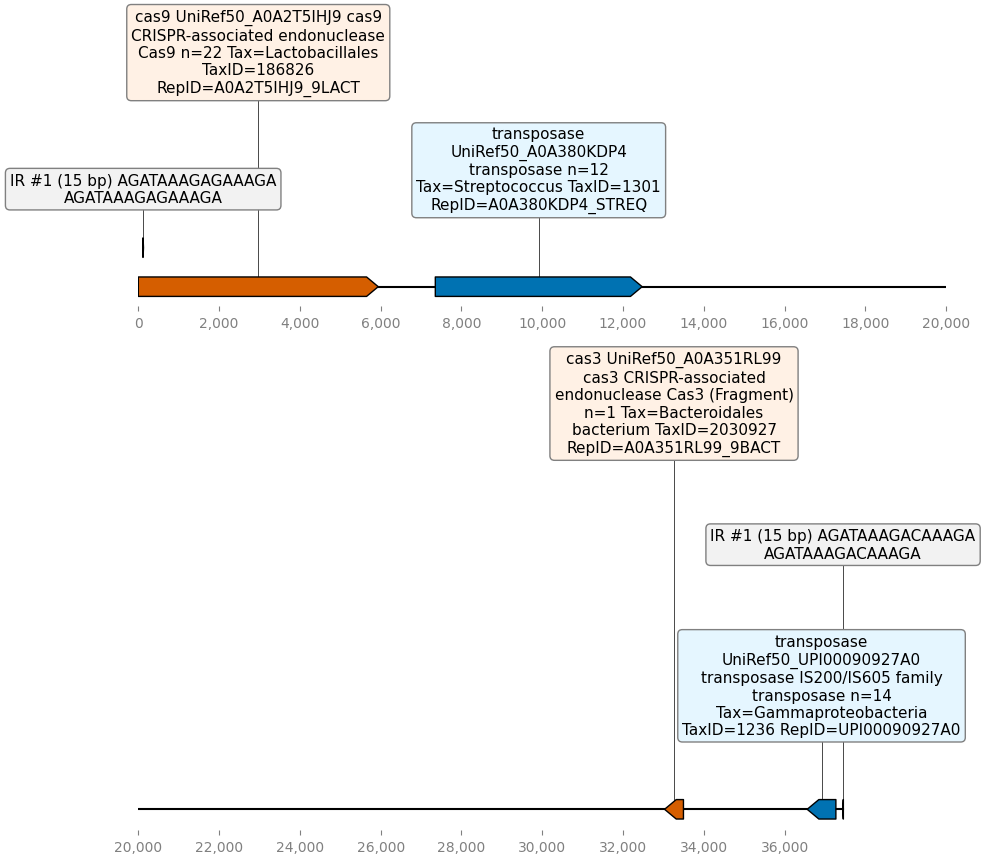 cas9 UniRef50_A0A2T5IHJ9 cas9
CRISPR-associated endonuclease
Cas9 n=22 Tax=Lactobacillales
TaxID=186826
RepID=A0A2T5IHJ9_9LACT
transposase
UniRef50_A0A380KDP4
transposase n=12
Tax=Streptococcus TaxID=1301
RepID=A0A380KDP4_STREQ
IR #1 (15 bp) AGATAAAGAGAAAGA
AGATAAAGAGAAAGA
0 2,000 4,000 6,000 8,000 10,000 12,000 14,000 16,000 18,000 20,000
cas3 UniRef50_A0A351RL99
cas3 CRISPR-associated
endonuclease Cas3 (Fragment)
n=1 Tax=Bacteroidales
bacterium TaxID=2030927
RepID=A0A351RL99_9BACT
IR #1 (15 bp) AGATAAAGACAAAGA
AGATAAAGACAAAGA
transposase
UniRef50_UPI00090927A0
transposase IS200/IS605 family
transposase n=14
Tax=Gammaproteobacteria
TaxID=1236 RepID=UPI00090927A0
20,000 22,000 24,000 26,000 28,000 30,000 32,000 34,000 36,000